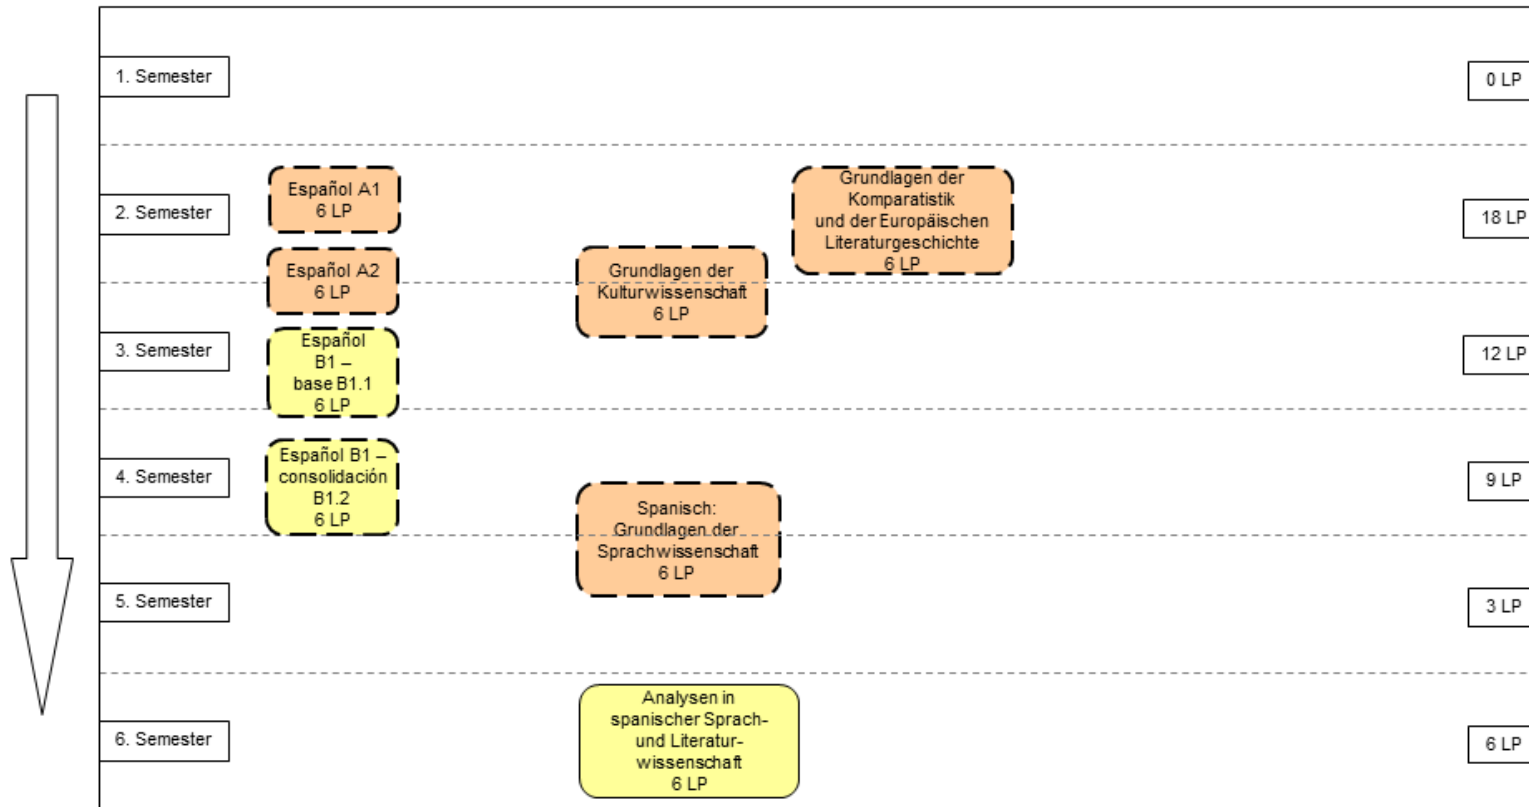 1. Semester
0 LP
2. Semester
Español A1
6 LP
Grundlagen der
Komparatistik
und der Europäischen
Literaturgeschichte
6 LP
18 LP
Español A2
6 LP
Grundlagen der
Kulturwissenschaft
6 LP
3. Semester
Español
B1 –
base B1.1
6 LP
12 LP
4. Semester
Español B1 –
consolidación
B1.2
6 LP
9 LP
Spanisch:
Grundlagen der
Sprachwissenschaft
6 LP
5. Semester
3 LP
6. Semester
Analysen in
spanischer Sprach-
und Literatur-
wissenschaft
6 LP
6 LP